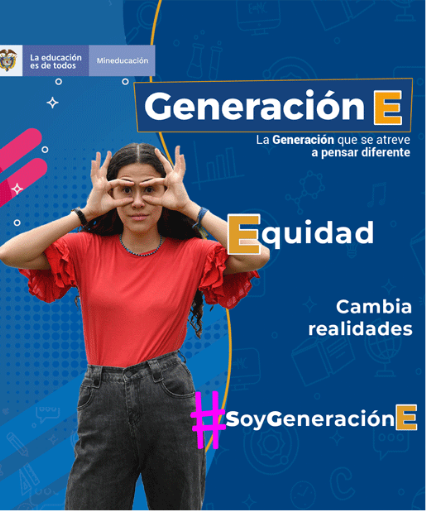 La educación
es de todos
Mineducación
Generación E
La Generación que se atreve
a pensar diferente
Equidad
Cambia
realidades
#SoyGeneraciónE